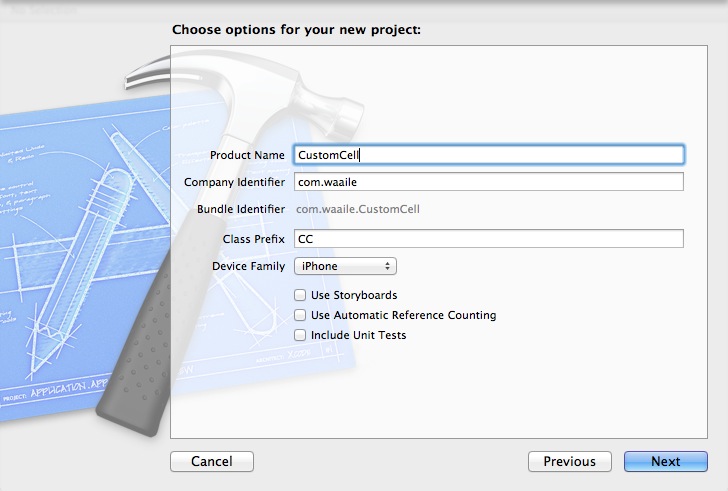 Choose options for your new project:
Product Name CustomCell
Company Identifier com.waaile
Bundle Identifier com.waaile.CustomCell
Class Prefix CC
Device Family iPhone
Use Storyboards
Use Automatic Reference Counting
Include Unit Tests
PROJECT: APPLICATION.APP
Cancel Previous Next